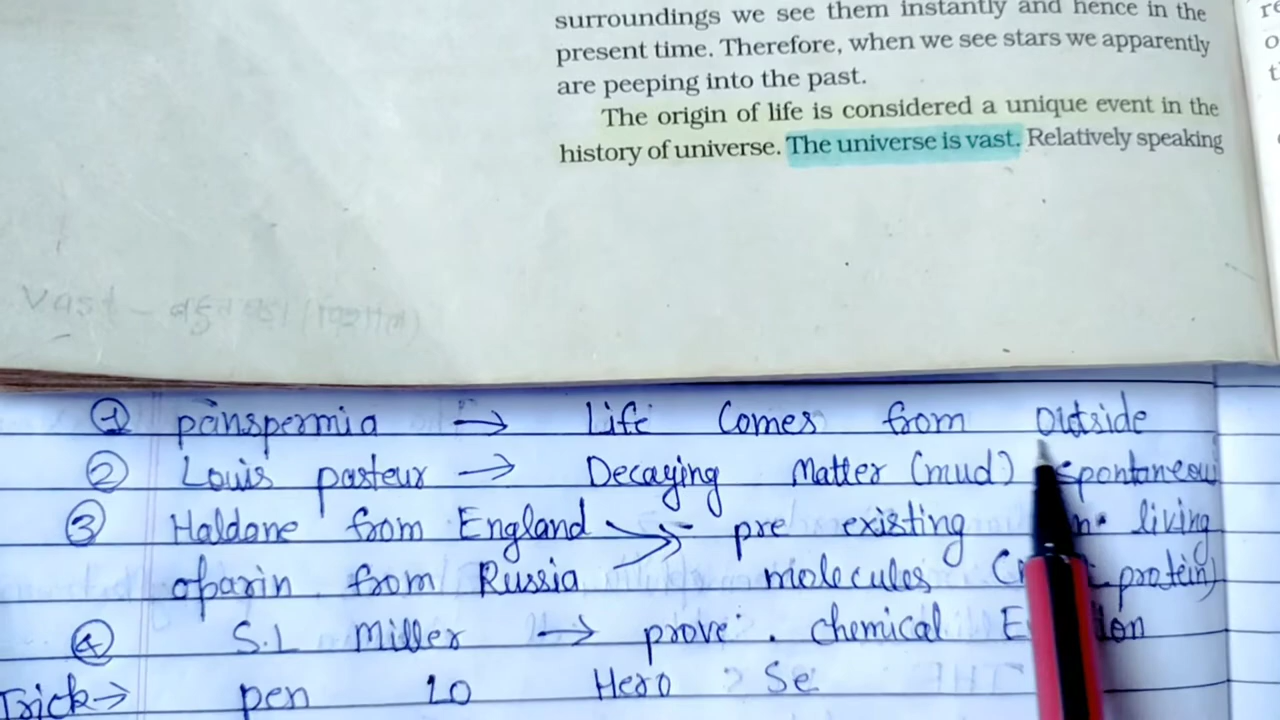 surroundings we see them instantly and hence in the
present time. Therefore, when we see stars we apparently
are peeping into the past.
The origin of life is considered a unique event in the
history of universe. The universe is vast. Relatively speaking
Vast –
① panspermia → Life Comes from Outside
② Louis pasteur → Decaying Matter (mud) spontaneou
③ Haldane from England pre existing living
oparin from Russia molecules protein)
④ S.L Miller → prove . chemical
Trick→ pen Hero Se